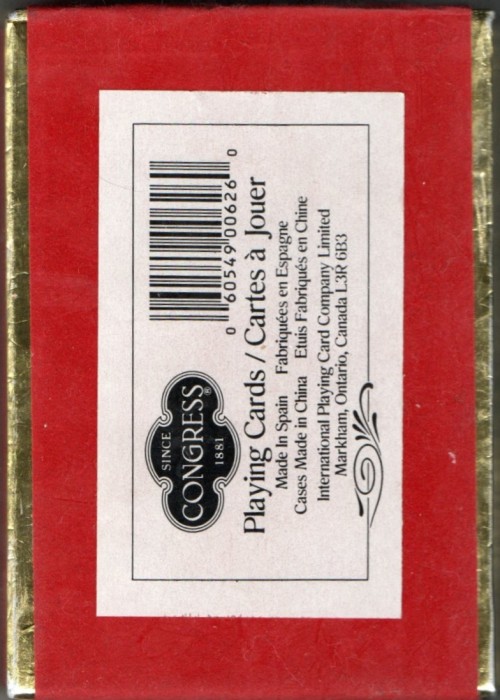 SINCE
CONGRESS®
1881
0 60549 00626 0
Playing Cards / Cartes à Jouer
Made In Spain Fabriquées en Espagne
Cases Made in China Etuis Fabriqués en Chine
International Playing Card Company Limited
Markham, Ontario, Canada L3R 6B3